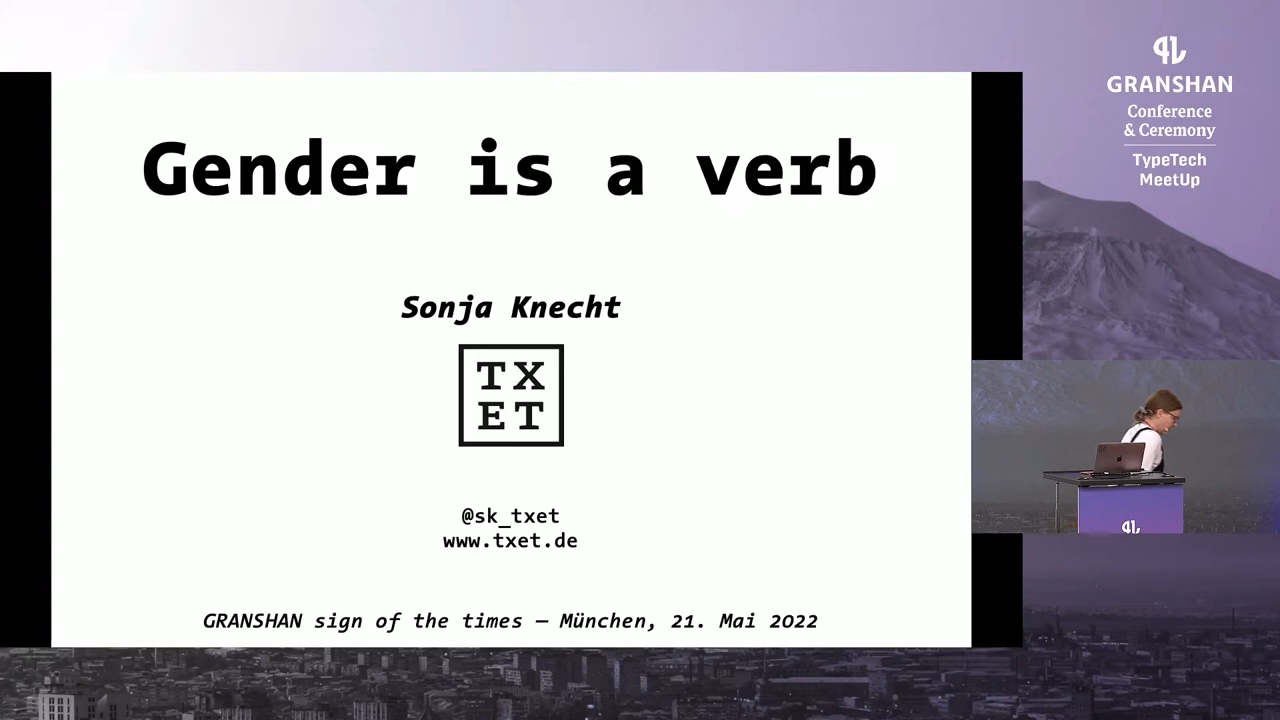 Gender is a verb
Sonja Knecht
TX
ET
@sk_txet
www.txet.de
GRANSHAN sign of the times – München, 21. Mai 2022
GRANSHAN
Conference
& Ceremony
TypeTech
MeetUp